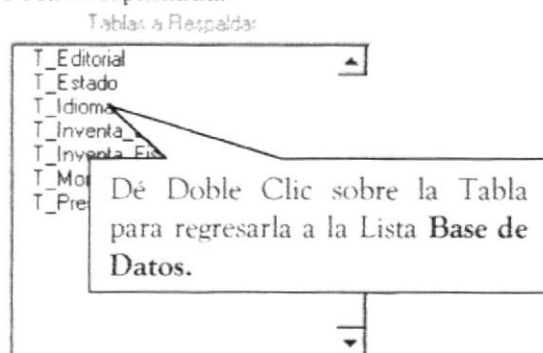 Tablas a Respaldar
T_Editorial
T_Estado
T_Idioma
T_Inventa_
T_Inventa_Fis
T_Mo
T_Pre
Dé Doble Clic sobre la Tabla
para regresarla a la Lista Base de
Datos.